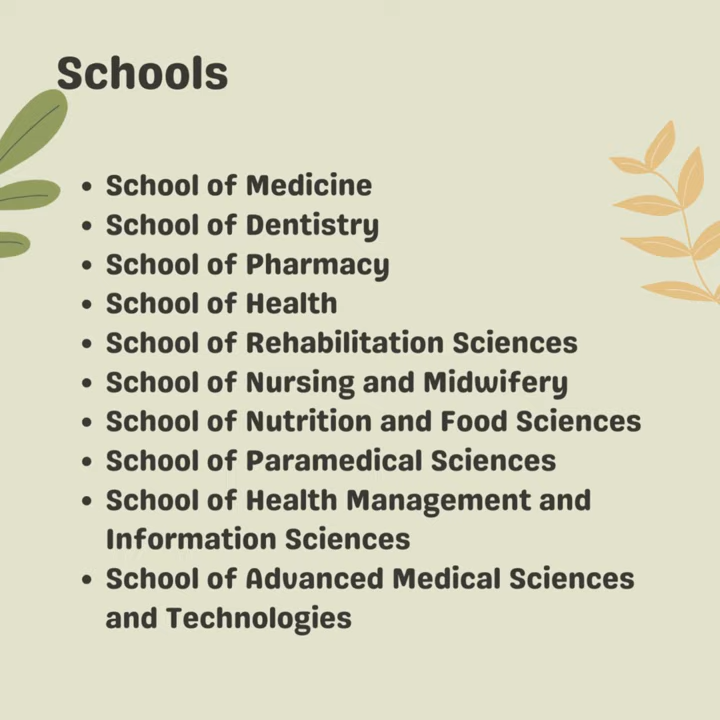 Schools
• School of Medicine
• School of Dentistry
• School of Pharmacy
• School of Health
• School of Rehabilitation Sciences
• School of Nursing and Midwifery
• School of Nutrition and Food Sciences
• School of Paramedical Sciences
• School of Health Management and
Information Sciences
• School of Advanced Medical Sciences
and Technologies